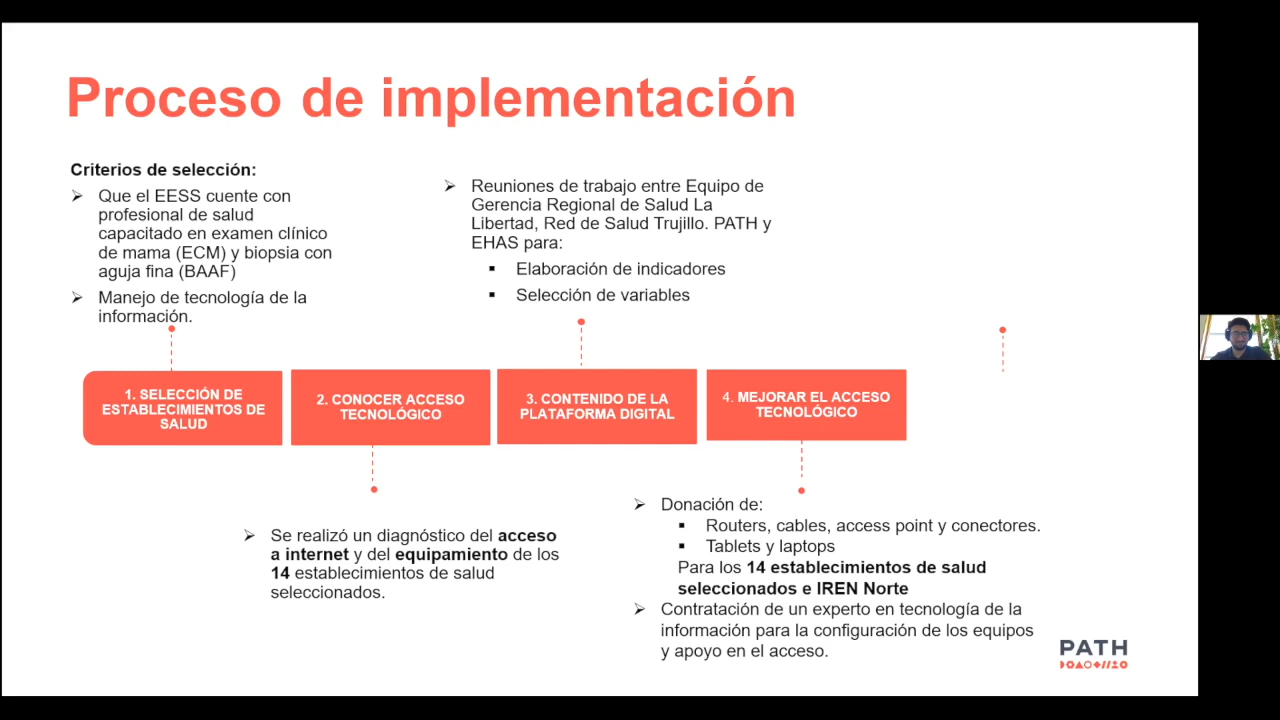 Proceso de implementación
Criterios de selección:
Que el EESS cuente con
profesional de salud
capacitado en examen clínico
de mama (ECM) y biopsia con
aguja fina (BAAF)
Manejo de tecnología de la
información.
Reuniones de trabajo entre Equipo de
Gerencia Regional de Salud La
Libertad, Red de Salud Trujillo. PATH y
EHAS para:
Elaboración de indicadores
Selección de variables
1. SELECCIÓN DE
ESTABLECIMIENTOS DE
SALUD
2. CONOCER ACCESO
TECNOLÓGICO
3. CONTENIDO DE LA
PLATAFORMA DIGITAL
4. MEJORAR EL ACCESO
TECNOLÓGICO
Se realizó un diagnóstico del acceso
a internet y del equipamiento de los
14 establecimientos de salud
seleccionados.
Donación de:
Routers, cables, access point y conectores.
Tablets y laptops
Para los 14 establecimientos de salud
seleccionados e IREN Norte
Contratación de un experto en tecnología de la
información para la configuración de los equipos
y apoyo en el acceso.
PATH